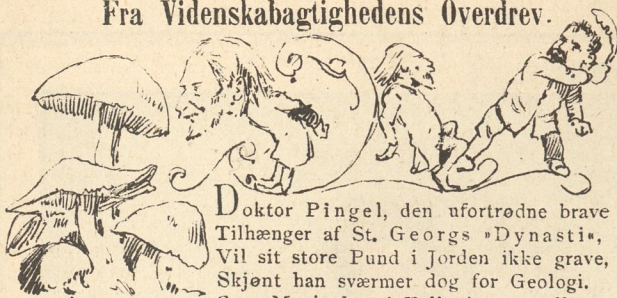 Fra Videnskabagtighedens Overdrev.
Doktor Pingel, den ufortrødne brave
Tilhænger af St. Georgs »Dynasti«,
Vil sit store Pund i Jorden ikke grave,
Skjønt han sværmer dog for Geologi.